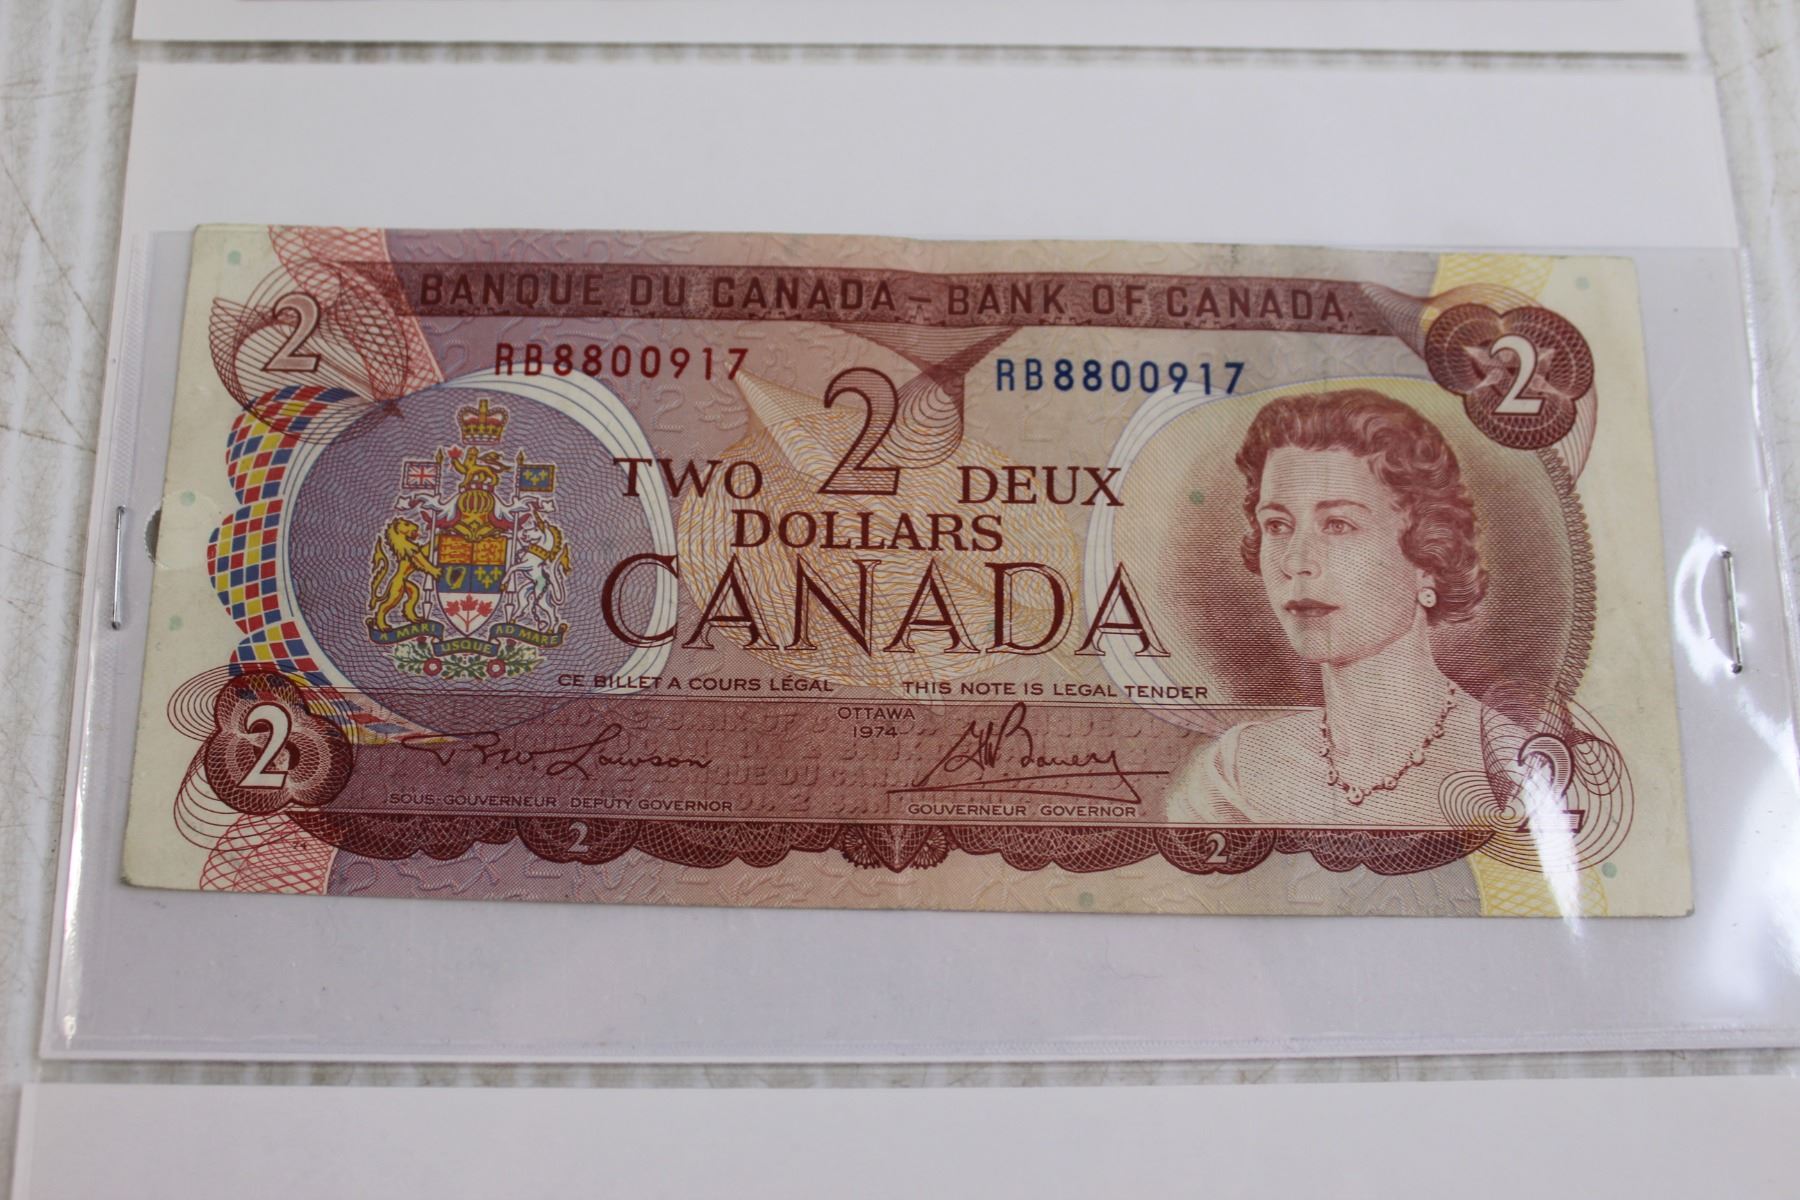 BANQUE DU CANADA – BANK OF CANADA
2
2
RB8800917
RB8800917
2
TWO DEUX
DOLLARS
CANADA
A MARI USQUE AD MARE
CE BILLET A COURS LÉGAL
THIS NOTE IS LEGAL TENDER
OTTAWA
1974
2
2
SOUS-GOUVERNEUR DEPUTY GOVERNOR
GOUVERNEUR GOVERNOR
2
2